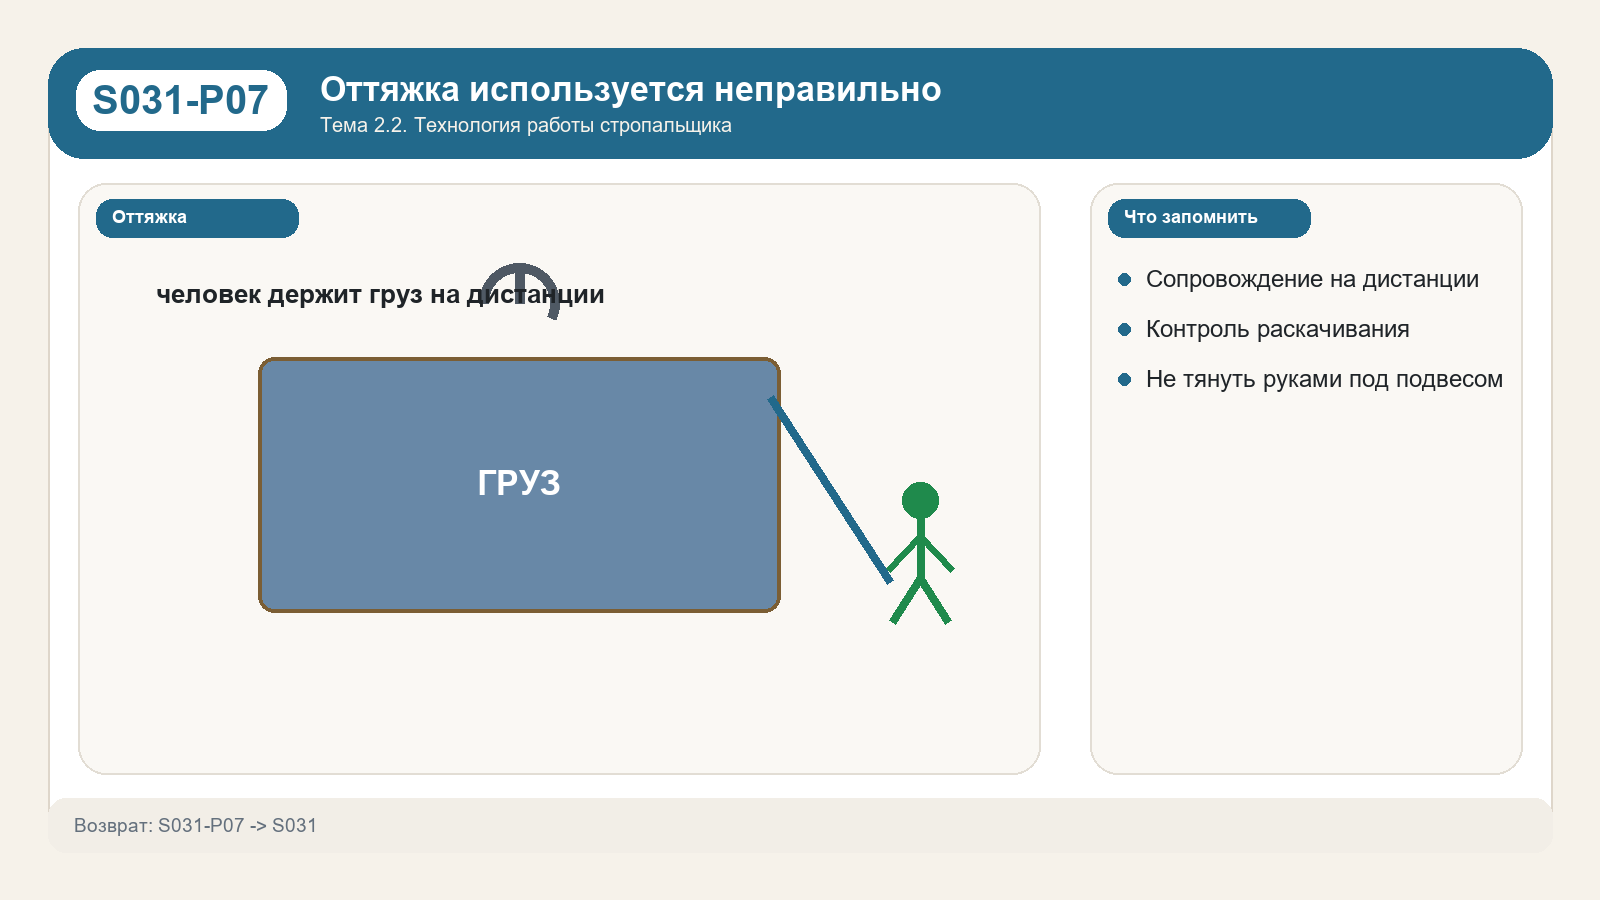 S031-P07
Оттяжка используется неправильно
Тема 2.2. Технология работы стропальщика
Оттяжка
человек держит груз на дистанции
ГРУЗ
Что запомнить
Сопровождение на дистанции
Контроль раскачивания
Не тянуть руками под подвесом
Возврат: S031-P07 -> S031